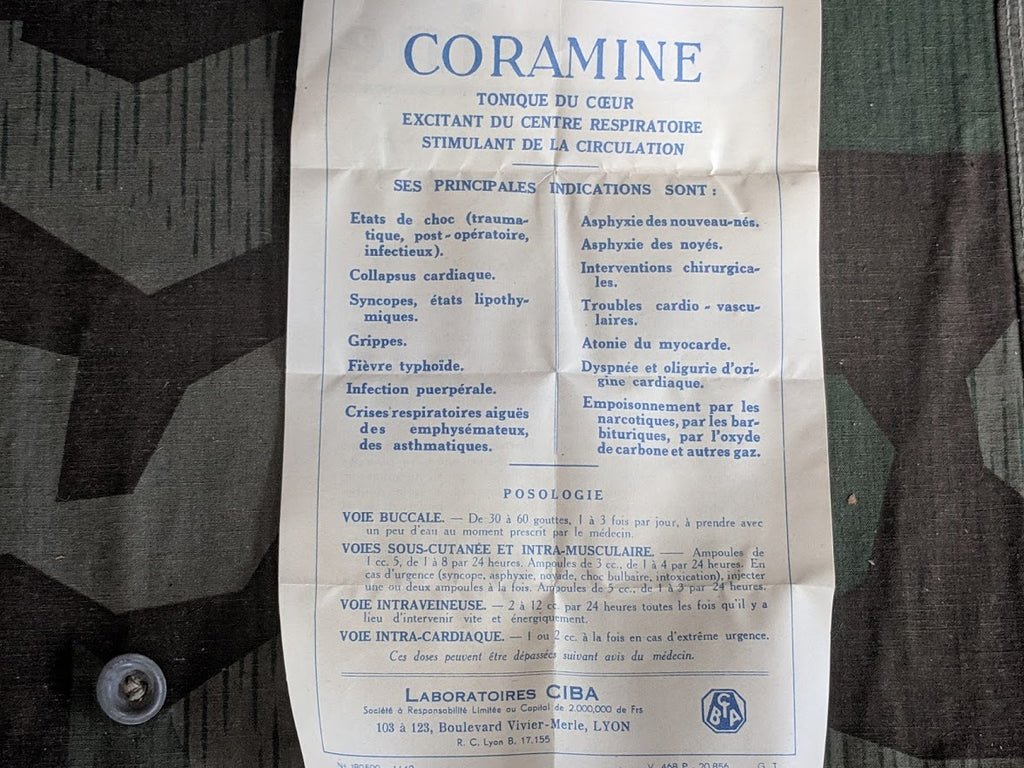 CORAMINE
TONIQUE DU CŒUR
EXCITANT DU CENTRE RESPIRATOIRE
STIMULANT DE LA CIRCULATION
SES PRINCIPALES INDICATIONS SONT :
Etats de choc (trauma-
tique, post-opératoire,
infectieux).
Collapsus cardiaque.
Syncopes, états lipothy-
miques.
Grippes.
Fièvre typhoïde.
Infection puerpérale.
Crises respiratoires aiguës
des emphysémateux,
des asthmatiques.
Asphyxie des nouveau-nés.
Asphyxie des noyés.
Interventions chirurgica-
les.
Troubles cardio-vascu-
laires.
Atonie du myocarde.
Dyspnée et oligurie d'ori-
gine cardiaque.
Empoisonnement par les
narcotiques, par les bar-
bituriques, par l'oxyde
de carbone et autres gaz.
POSOLOGIE
VOIE BUCCALE. — De 30 à 60 gouttes, 1 à 3 fois par jour, à prendre avec
un peu d'eau au moment prescrit par le médecin.
VOIES SOUS-CUTANÉE ET INTRA-MUSCULAIRE. — Ampoules de
1 cc. 5, de 1 à 8 par 24 heures. Ampoules de 3 cc., de 1 à 4 par 24 heures. En
cas d'urgence (syncope, asphyxie, noyade, choc bulbaire, intoxication), injecter
une ou deux ampoules à la fois. Ampoules de 5 cc., de 1 à 3 par 24 heures.
VOIE INTRAVEINEUSE. — 2 à 12 cc. par 24 heures toutes les fois qu'il y a
lieu d'intervenir vite et énergiquement.
VOIE INTRA-CARDIAQUE. — 1 ou 2 cc. à la fois en cas d'extrême urgence.
Ces doses peuvent être dépassées suivant avis du médecin.
LABORATOIRES CIBA
Société à Responsabilité Limitée au Capital de 2.000.000 de Frs
103 à 123, Boulevard Vivier-Merle, LYON
R. C. Lyon B. 17.155
CIBA
V. 468 P. 20.856 G. T.